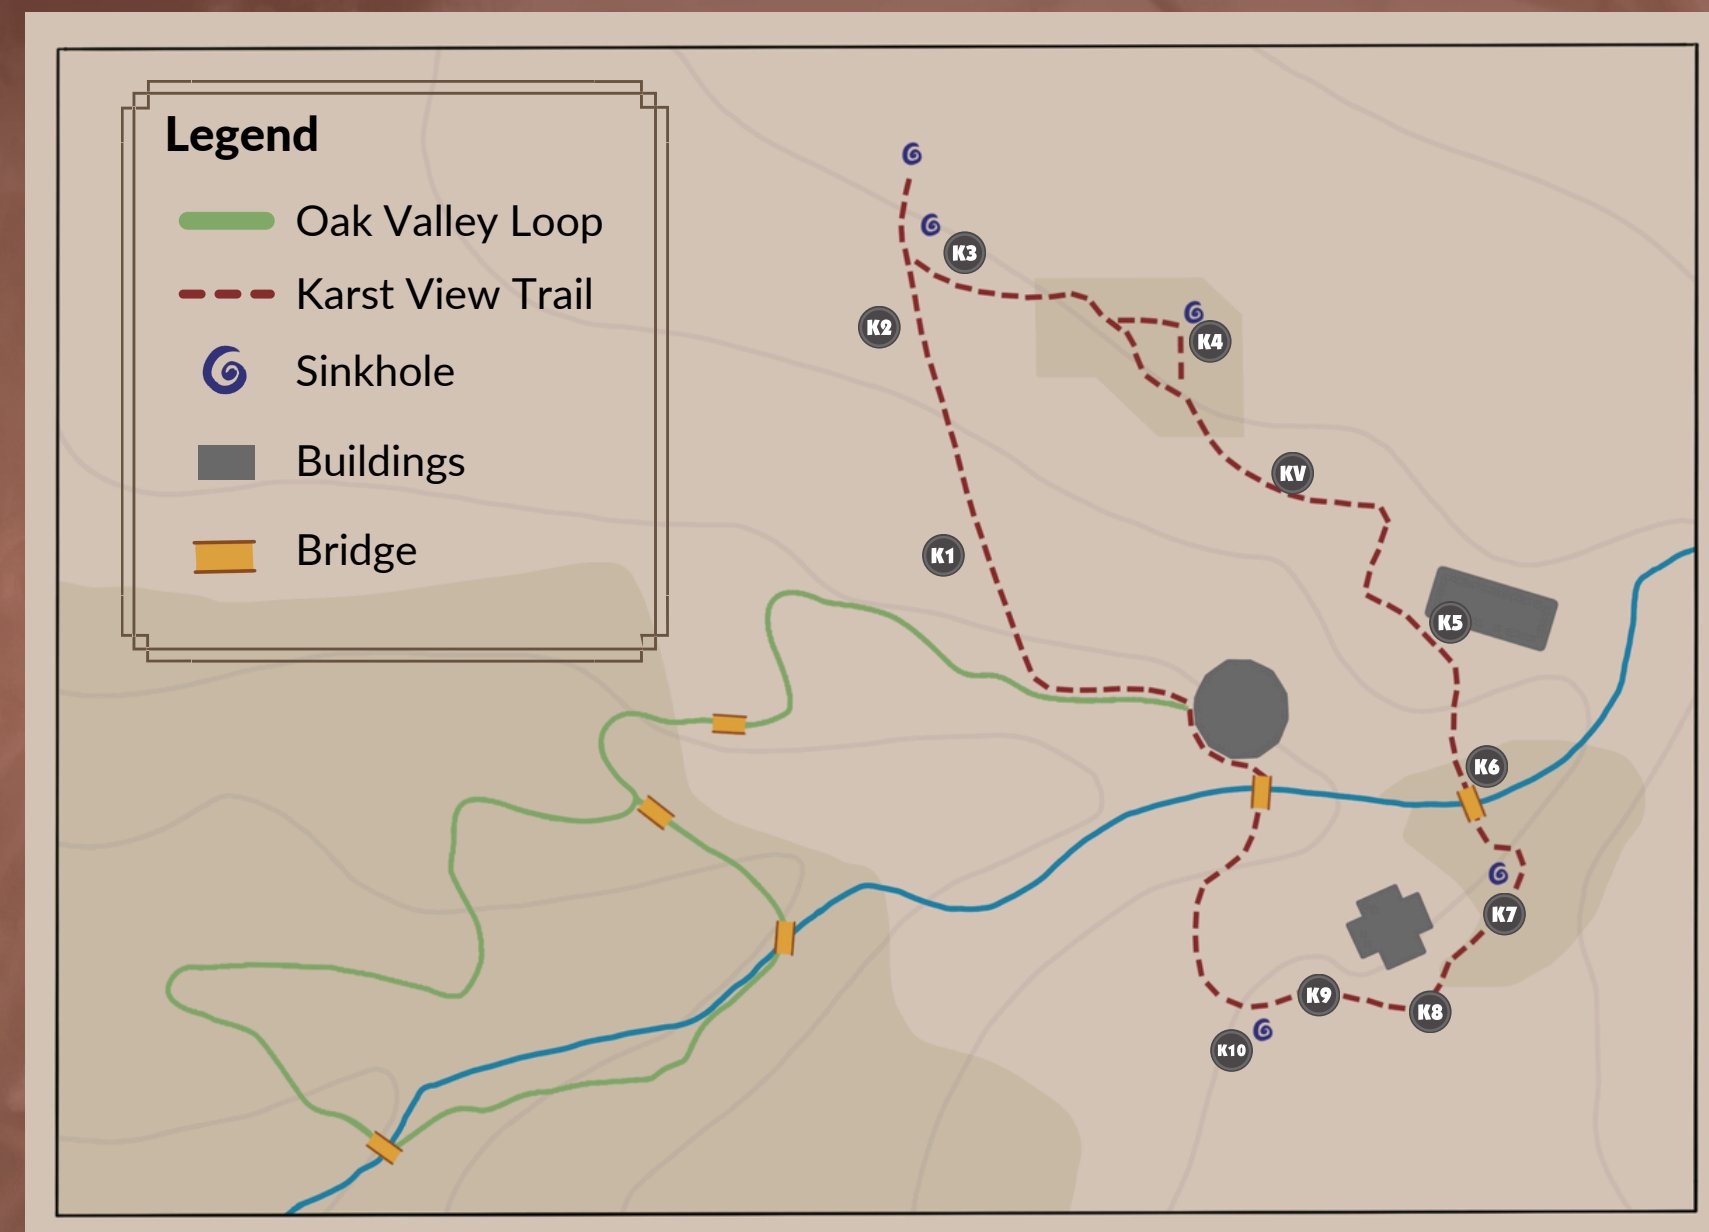 Legend
Oak Valley Loop
Karst View Trail
Sinkhole
Buildings
Bridge
K3
K2
K4
KV
K1
K5
K6
K7
K9
K8
K10